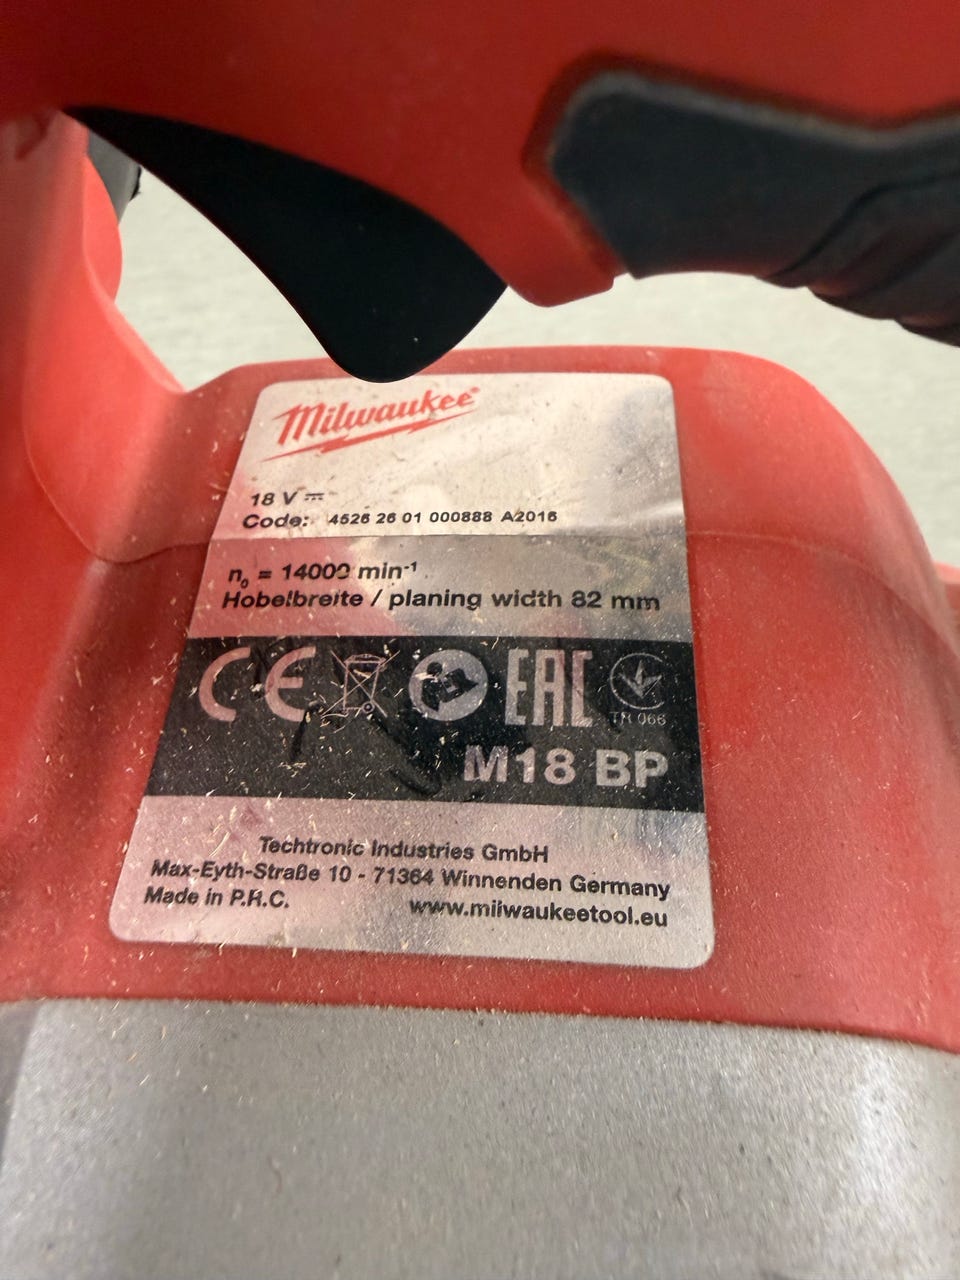 Milwaukee
18 V
Code: 4526 26 01 000888 A2016
n₀ = 14000 min⁻¹
Hobelbreite / planing width 82 mm
CE EAC
TR 066
M18 BP
Techtronic Industries GmbH
Max-Eyth-Straße 10 - 71364 Winnenden Germany
Made in P.R.C.
www.milwaukeetool.eu